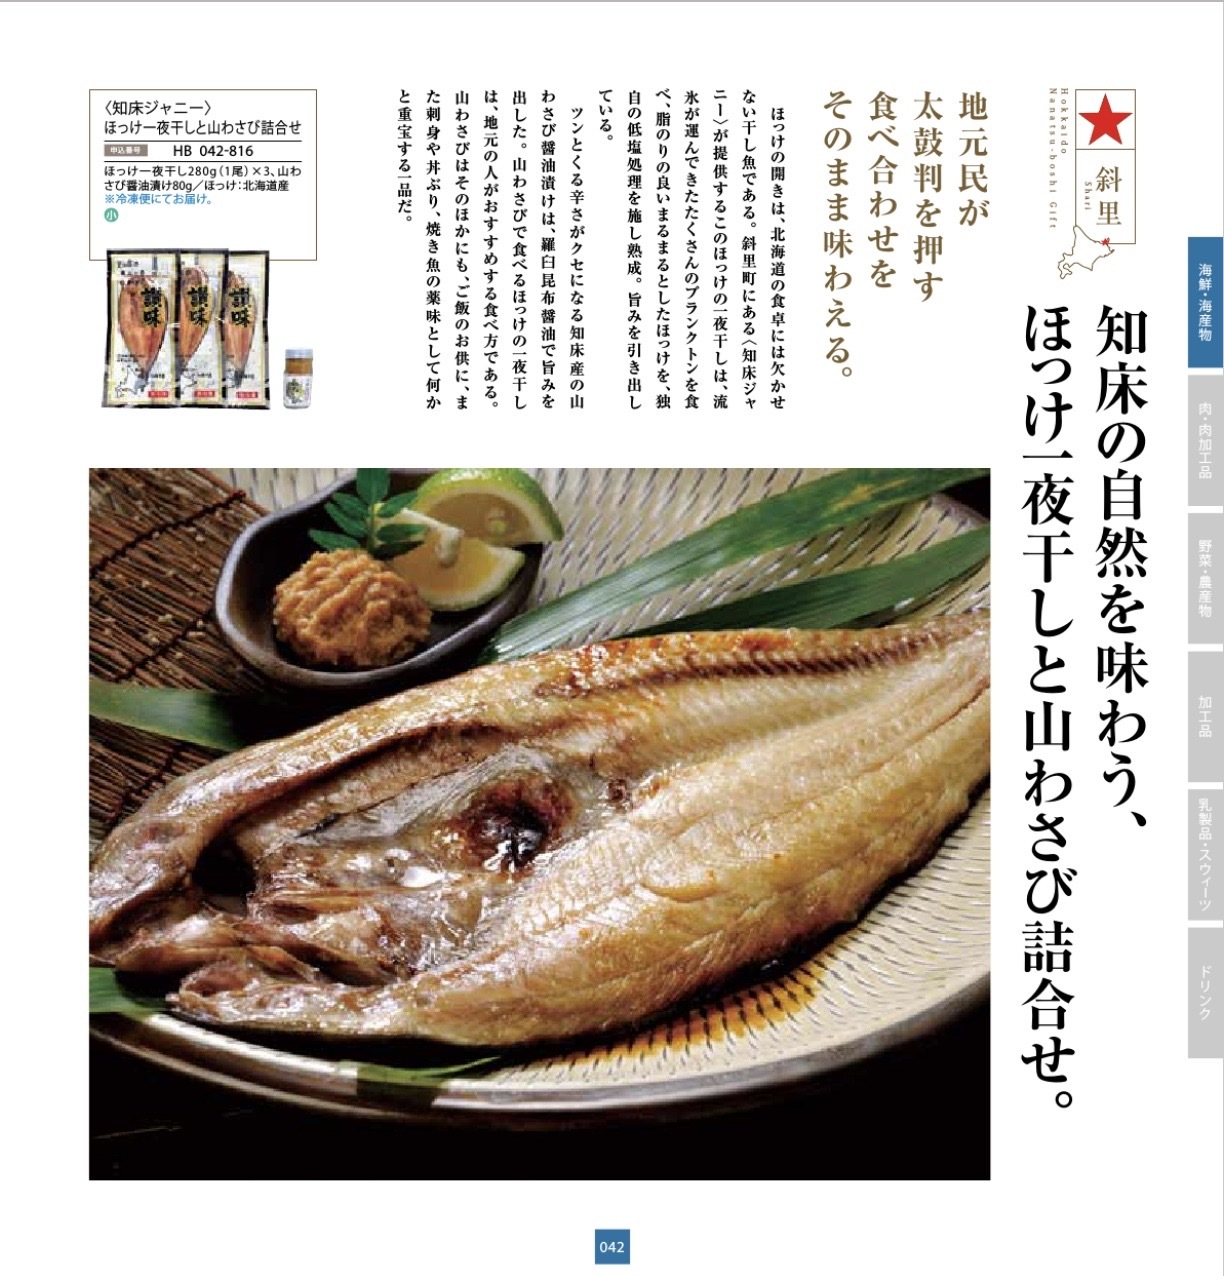 斜里
Shari
Hokkaido
Nanatsu-boshi Gift
知床の自然を味わう、
ほっけ一夜干しと山わさび詰合せ。
地元民が
太鼓判を押す
食べ合わせを
そのまま味わえる。
ほっけの開きは、北海道の食卓には欠かせ
ない干し魚である。斜里町にある〈知床ジャ
ニー〉が提供するこのほっけの一夜干しは、流
氷が運んできたたくさんのプランクトンを食
べ、脂のりの良いまるまるとしたほっけを、独
自の低塩処理を施し熟成。旨みを引き出し
ている。
ツンとくる辛さがクセになる知床産の山
わさび醤油漬けは、羅臼昆布醤油で旨みを
出した。山わさびで食べるほっけの一夜干し
は、地元の人がおすすめする食べ方である。
山わさびはそのほかにも、ご飯のお供に、ま
た刺身や丼ぶり、焼き魚の薬味として何か
と重宝する一品だ。
〈知床ジャニー〉
ほっけ一夜干しと山わさび詰合せ
申込番号 HB 042-816
ほっけ一夜干し280g（1尾）×3、山わ
さび醤油漬け80g／ほっけ：北海道産
※冷凍便にてお届け。
小
讃味
讃味
讃味
海鮮・海産物
肉・肉加工品
野菜・農産物
加工品
乳製品・スウィーツ
ドリンク
042